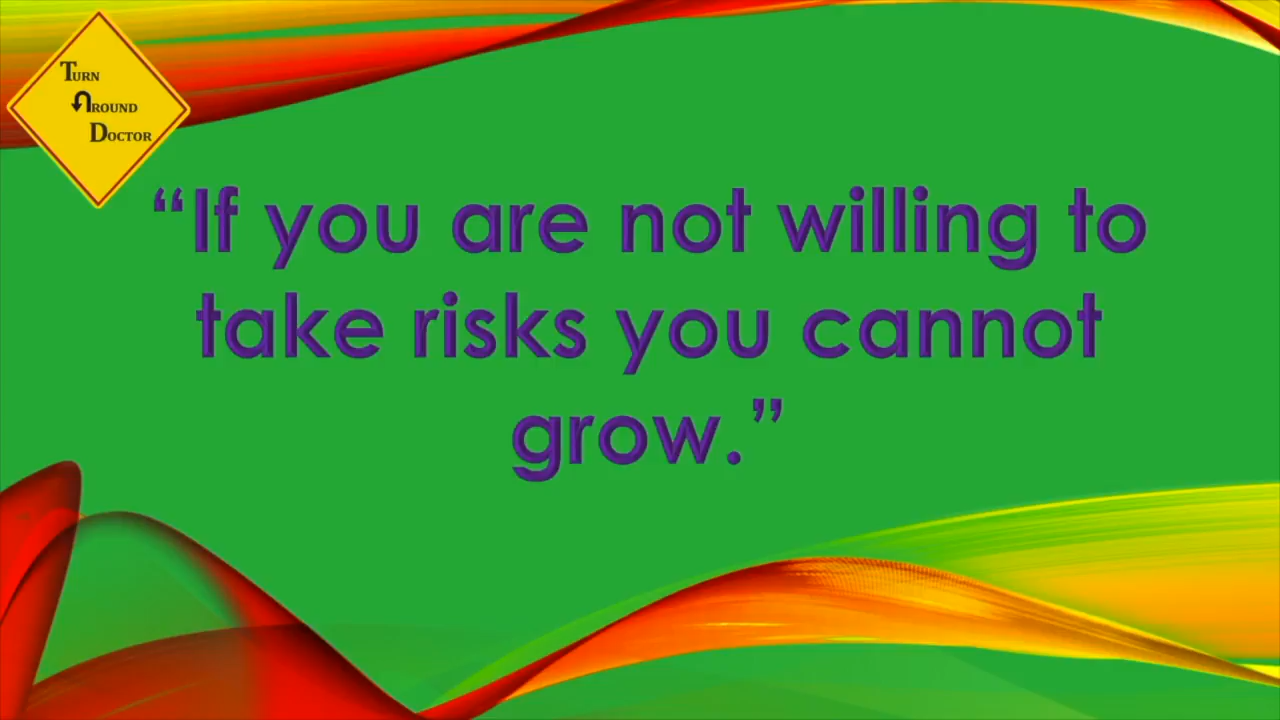 Turn
Around
Doctor
“If you are not willing to
take risks you cannot
grow.”